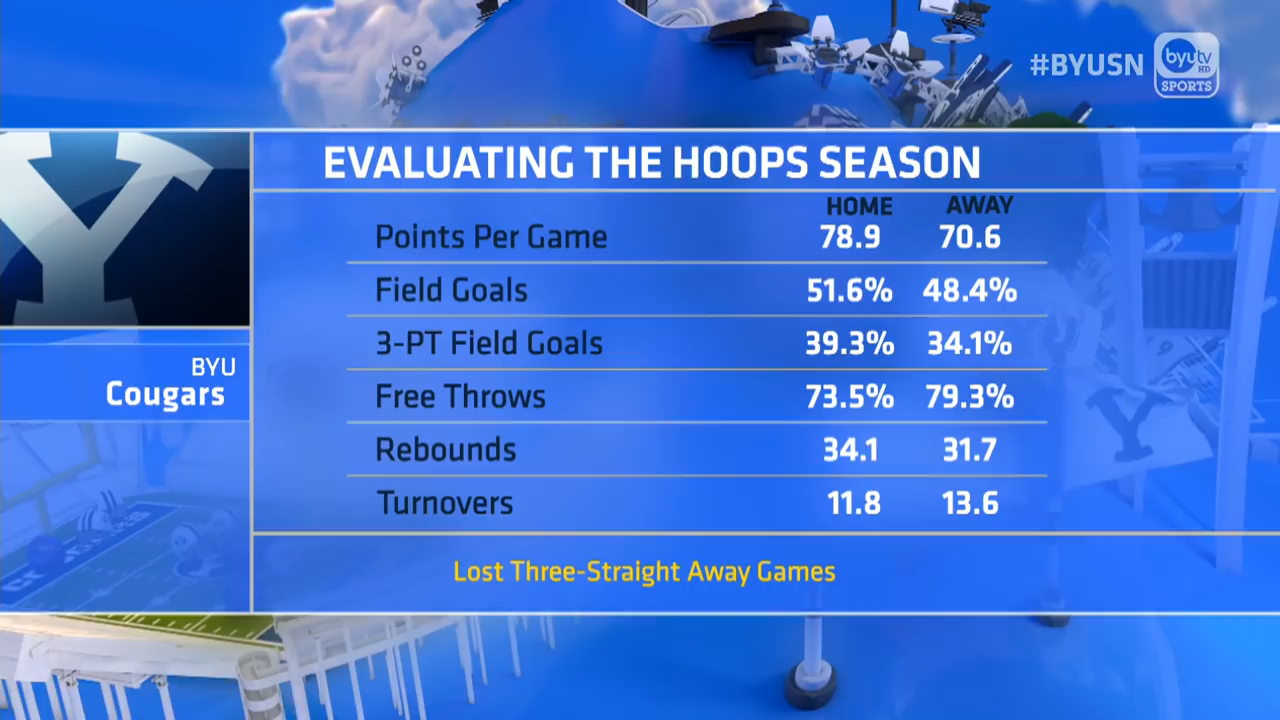 #BYUSN
byutv
HD
SPORTS
Y
EVALUATING THE HOOPS SEASON
HOME AWAY
Points Per Game 78.9 70.6
Field Goals 51.6% 48.4%
3-PT Field Goals 39.3% 34.1%
Free Throws 73.5% 79.3%
Rebounds 34.1 31.7
Turnovers 11.8 13.6
BYU
Cougars
Y
Lost Three-Straight Away Games